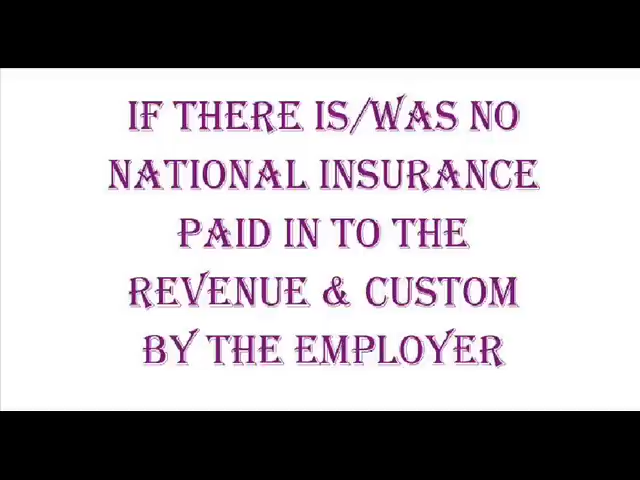 IF THERE IS/WAS NO
NATIONAL INSURANCE
PAID IN TO THE
REVENUE & CUSTOM
BY THE EMPLOYER